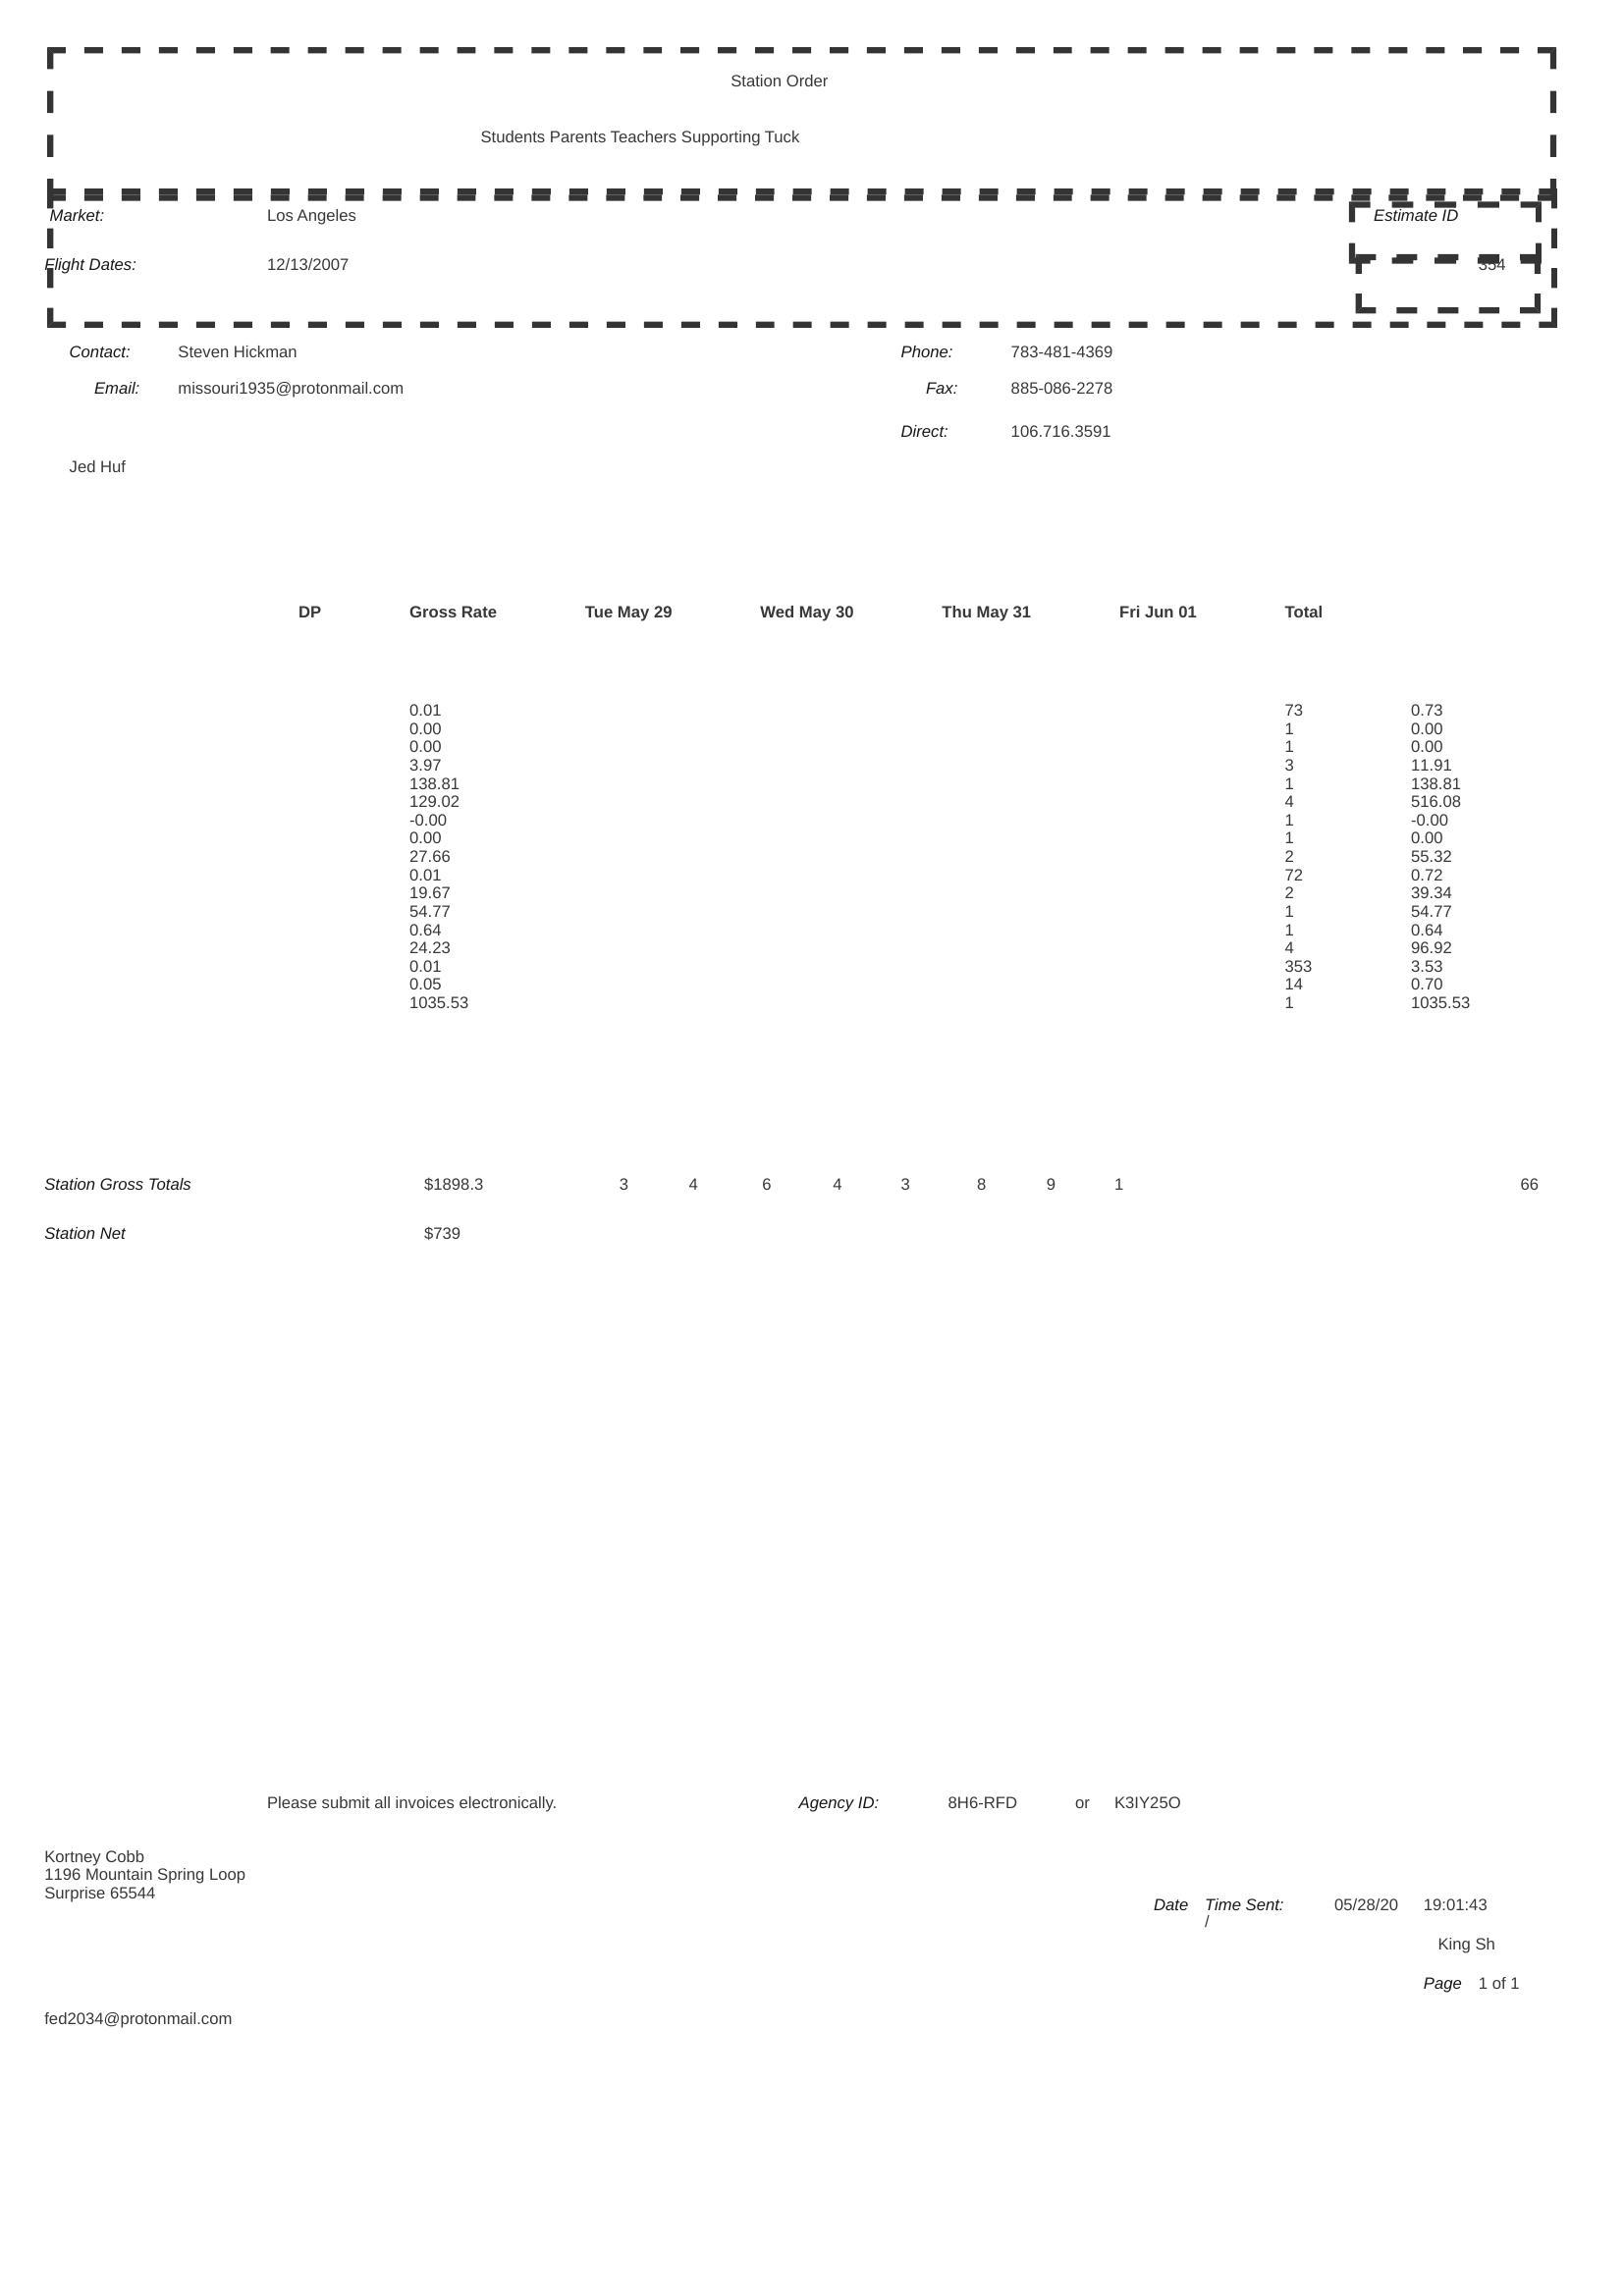 Station Order
Students Parents Teachers Supporting Tuck
Market: Los Angeles Estimate ID
Flight Dates: 12/13/2007 354
Contact: Steven Hickman Phone: 783-481-4369
Email: missouri1935@protonmail.com Fax: 885-086-2278
Direct: 106.716.3591
Jed Huf
DP Gross Rate Tue May 29 Wed May 30 Thu May 31 Fri Jun 01 Total
0.01 73 0.73
0.00 1 0.00
0.00 1 0.00
3.97 3 11.91
138.81 1 138.81
129.02 4 516.08
-0.00 1 -0.00
0.00 1 0.00
27.66 2 55.32
0.01 72 0.72
19.67 2 39.34
54.77 1 54.77
0.64 1 0.64
24.23 4 96.92
0.01 353 3.53
0.05 14 0.70
1035.53 1 1035.53
Station Gross Totals $1898.3 3 4 6 4 3 8 9 1 66
Station Net $739
Please submit all invoices electronically. Agency ID: 8H6-RFD or K3IY25O
Kortney Cobb
1196 Mountain Spring Loop
Surprise 65544
Date Time Sent: 05/28/20 19:01:43
/
King Sh
Page 1 of 1
fed2034@protonmail.com